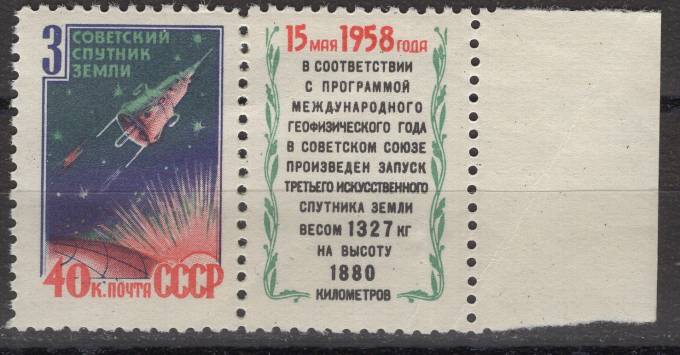 3 СОВЕТСКИЙ
СПУТНИК
ЗЕМЛИ
40 К. ПОЧТА СССР
15 МАЯ 1958 ГОДА
В СООТВЕТСТВИИ
С ПРОГРАММОЙ
МЕЖДУНАРОДНОГО
ГЕОФИЗИЧЕСКОГО ГОДА
В СОВЕТСКОМ СОЮЗЕ
ПРОИЗВЕДЕН ЗАПУСК
ТРЕТЬЕГО ИСКУССТВЕННОГО
СПУТНИКА ЗЕМЛИ
ВЕСОМ 1327 КГ
НА ВЫСОТУ
1880
КИЛОМЕТРОВ